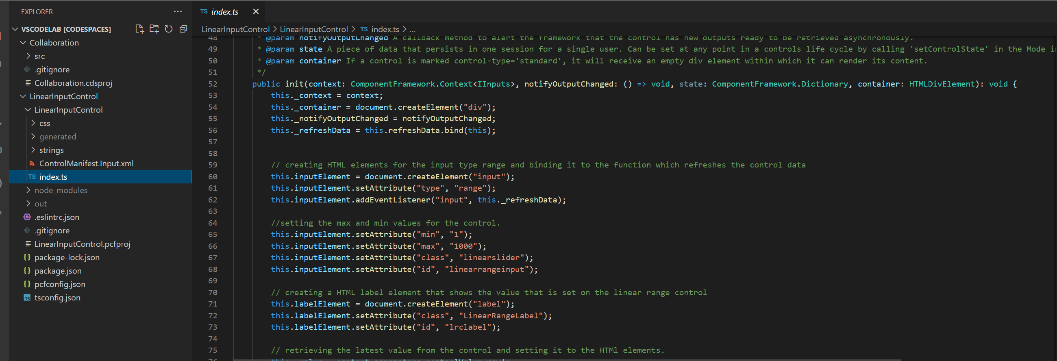 EXPLORER
...
VSCODELAB [CODESPACES]
Collaboration
src
.gitignore
Collaboration.cdsproj
LinearInputControl
LinearInputControl
css
generated
strings
ControlManifest.Input.xml
TS index.ts
node_modules
out
.eslintrc.json
.gitignore
LinearInputControl.pcfproj
package-lock.json
package.json
pcfconfig.json
tsconfig.json
TS index.ts ×
LinearInputControl > LinearInputControl > TS index.ts > ...
48 * @param notifyOutputChanged A callback method to alert the framework that the control has new outputs ready to be retrieved asynchronously.
49 * @param state A piece of data that persists in one session for a single user. Can be set at any point in a controls life cycle by calling 'setControlState' in the Mode i
50 * @param container If a control is marked control-type='standard', it will receive an empty div element within which it can render its content.
51 */
52 public init(context: ComponentFramework.Context<IInputs>, notifyOutputChanged: () => void, state: ComponentFramework.Dictionary, container: HTMLDivElement): void {
53 this._context = context;
54 this._container = document.createElement("div");
55 this._notifyOutputChanged = notifyOutputChanged;
56 this._refreshData = this.refreshData.bind(this);
57
58
59 // creating HTML elements for the input type range and binding it to the function which refreshes the control data
60 this.inputElement = document.createElement("input");
61 this.inputElement.setAttribute("type", "range");
62 this.inputElement.addEventListener("input", this._refreshData);
63
64 //setting the max and min values for the control.
65 this.inputElement.setAttribute("min", "1");
66 this.inputElement.setAttribute("max", "1000");
67 this.inputElement.setAttribute("class", "linearslider");
68 this.inputElement.setAttribute("id", "linearrangeinput");
69
70 // creating a HTML label element that shows the value that is set on the linear range control
71 this.labelElement = document.createElement("label");
72 this.labelElement.setAttribute("class", "LinearRangeLabel");
73 this.labelElement.setAttribute("id", "lrclabel");
74
75 // retrieving the latest value from the control and setting it to the HTMl elements.